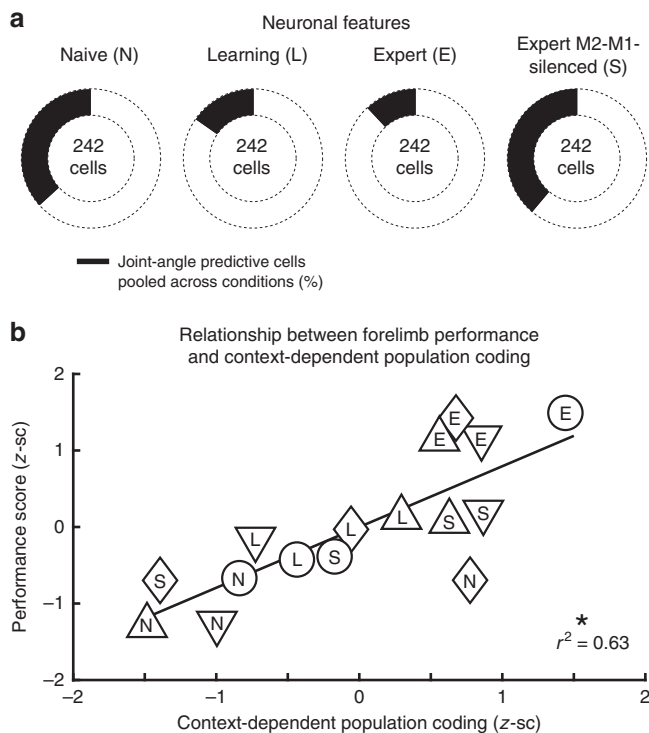 a
Neuronal features
Naive (N)
Learning (L)
Expert (E)
Expert M2-M1-
silenced (S)
242
cells
242
cells
242
cells
242
cells
Joint-angle predictive cells
pooled across conditions (%)
b
Relationship between forelimb performance
and context-dependent population coding
Performance score (z-sc)
2
1
0
−1
−2
E
E
E
E
L
L
S
S
L
N
L
S
S
N
N
N
*
r² = 0.63
−2
−1
0
1
2
Context-dependent population coding (z-sc)